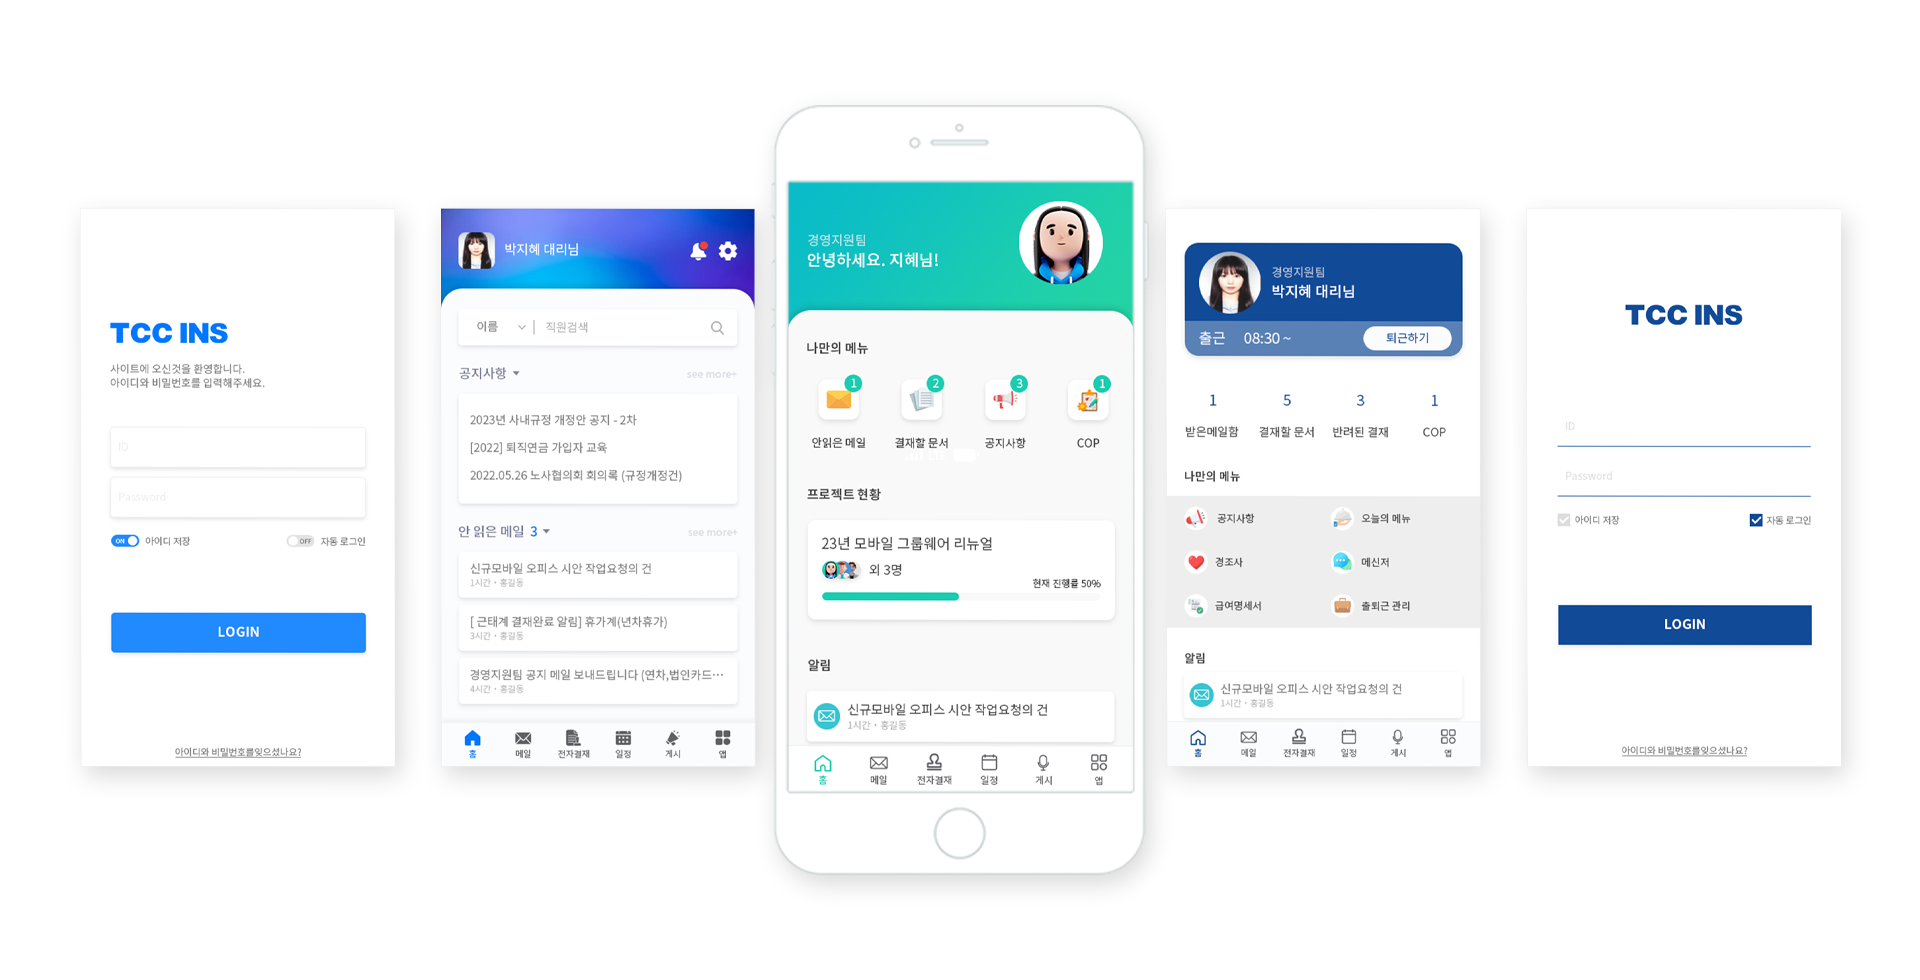 TCC INS
사이트에 오신것을 환영합니다.
아이디와 비밀번호를 입력해주세요.
ID
Password
ON 아이디 저장
OFF 자동 로그인
LOGIN
아이디와 비밀번호를잊으셨나요?
박지혜 대리님
이름
직원검색
공지사항
see more+
2023년 사내규정 개정안 공지 - 2차
[2022] 퇴직연금 가입자 교육
2022.05.26 노사협의회 회의록 (규정개정건)
안 읽은 메일 3
see more+
신규모바일 오피스 시안 작업요청의 건
1시간 • 홍길동
[ 근태계 결재완료 알림] 휴가계(년차휴가)
3시간 • 홍길동
경영지원팀 공지 메일 보내드립니다 (연차,법인카드…
4시간 • 홍길동
홈 메일 전자결재 일정 게시 앱
경영지원팀
안녕하세요. 지혜님!
나만의 메뉴
1 2 3 1
안읽은 메일 결재할 문서 공지사항 COP
프로젝트 현황
23년 모바일 그룹웨어 리뉴얼
외 3명
현재 진행률 50%
알림
신규모바일 오피스 시안 작업요청의 건
1시간 • 홍길동
홈 메일 전자결재 일정 게시 앱
경영지원팀
박지혜 대리님
출근 08:30 ~ 퇴근하기
1 5 3 1
받은메일함 결재할 문서 반려된 결재 COP
나만의 메뉴
공지사항 오늘의 메뉴
경조사 메신저
급여명세서 출퇴근 관리
알림
신규모바일 오피스 시안 작업요청의 건
1시간 • 홍길동
홈 메일 전자결재 일정 게시 앱
TCC INS
ID
Password
아이디 저장 자동 로그인
LOGIN
아이디와 비밀번호를잊으셨나요?